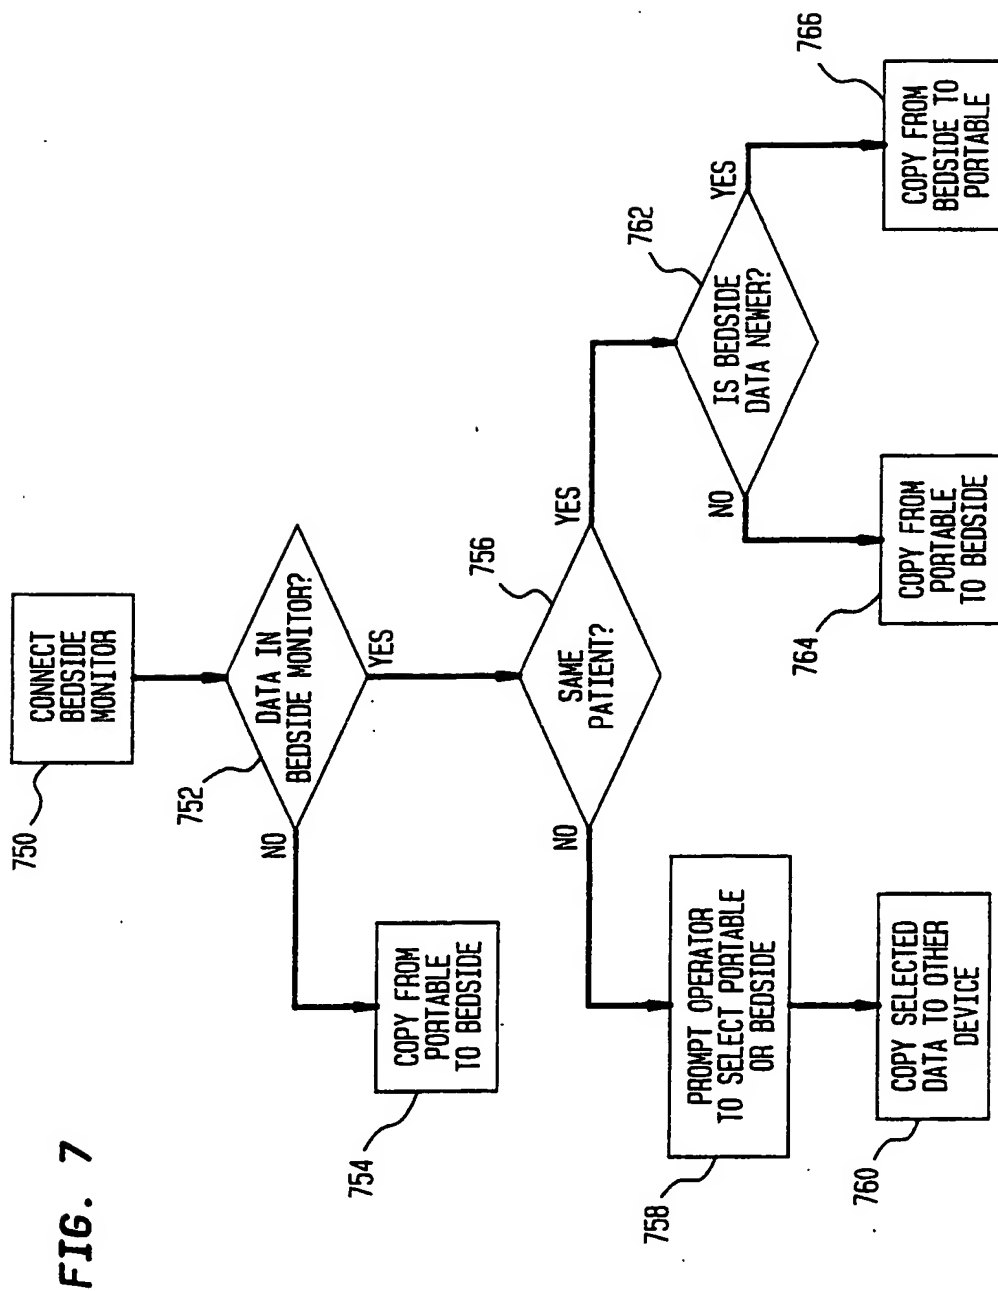 FIG. 7
750
CONNECT
BEDSIDE
MONITOR
752
DATA IN
BEDSIDE MONITOR?
NO
YES
754
COPY FROM
PORTABLE
TO BEDSIDE
756
SAME
PATIENT?
NO
YES
758
PROMPT OPERATOR
TO SELECT PORTABLE
OR BEDSIDE
760
COPY SELECTED
DATA TO OTHER
DEVICE
762
IS BEDSIDE
DATA NEWER?
NO
YES
764
COPY FROM
PORTABLE
TO BEDSIDE
766
COPY FROM
BEDSIDE TO
PORTABLE